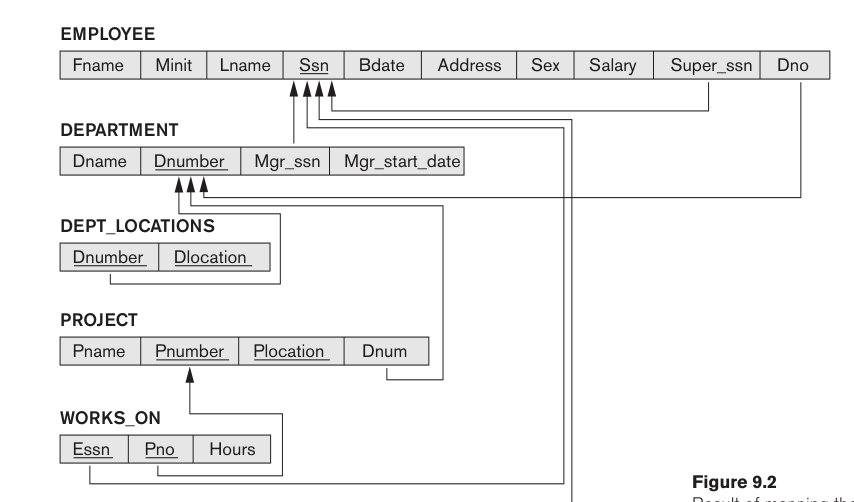 EMPLOYEE
Fname Minit Lname Ssn Bdate Address Sex Salary Super_ssn Dno
DEPARTMENT
Dname Dnumber Mgr_ssn Mgr_start_date
DEPT_LOCATIONS
Dnumber Dlocation
PROJECT
Pname Pnumber Plocation Dnum
WORKS_ON
Essn Pno Hours
Figure 9.2